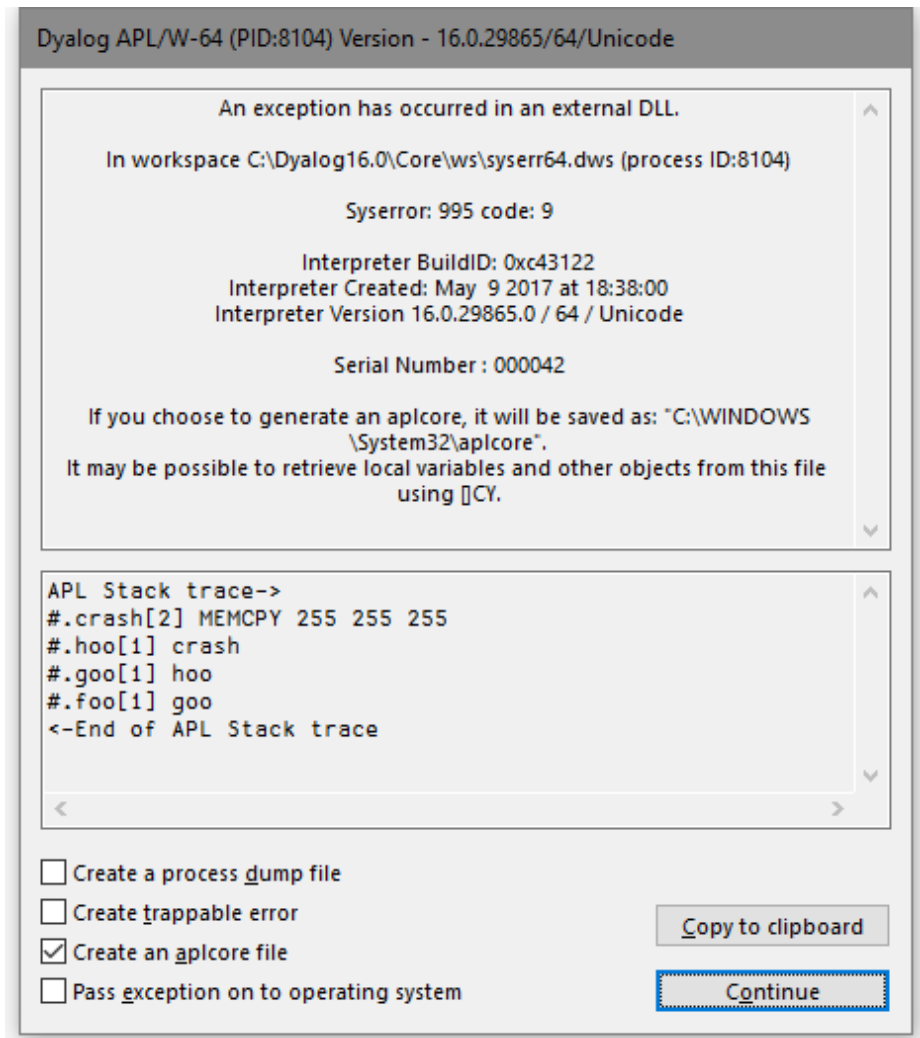 Dyalog APL/W-64 (PID:8104) Version - 16.0.29865/64/Unicode
An exception has occurred in an external DLL.
In workspace C:\Dyalog16.0\Core\ws\syserr64.dws (process ID:8104)
Syserror: 995 code: 9
Interpreter BuildID: 0xc43122
Interpreter Created: May  9 2017 at 18:38:00
Interpreter Version 16.0.29865.0 / 64 / Unicode
Serial Number : 000042
If you choose to generate an aplcore, it will be saved as: "C:\WINDOWS
\System32\aplcore".
It may be possible to retrieve local variables and other objects from this file
using []CY.
APL Stack trace->
#.crash[2] MEMCPY 255 255 255
#.hoo[1] crash
#.goo[1] hoo
#.foo[1] goo
<-End of APL Stack trace
Create a process dump file
Create trappable error
Copy to clipboard
Create an aplcore file
Pass exception on to operating system
Continue